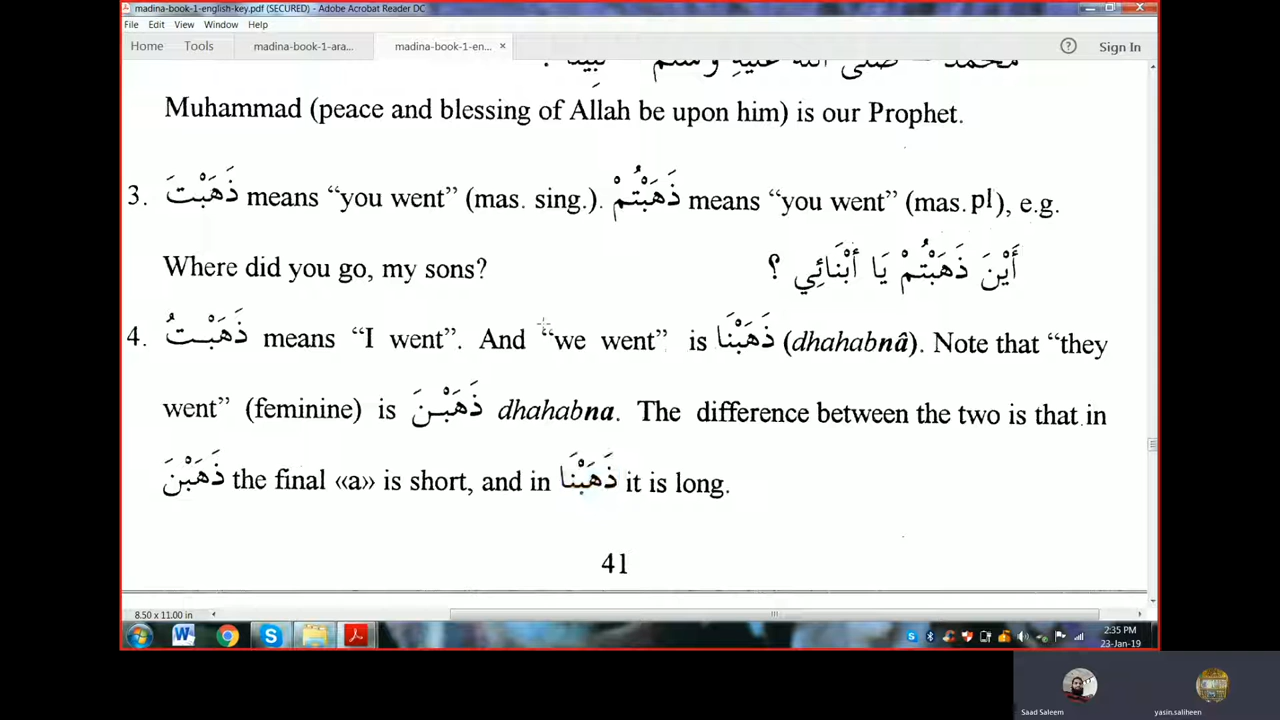 madina-book-1-english-key.pdf (SECURED) - Adobe Acrobat Reader DC
File Edit View Window Help
Home Tools madina-book-1-ara... madina-book-1-en... × Sign In
Muhammad (peace and blessing of Allah be upon him) is our Prophet.
3. ذَهَبْتَ means “you went” (mas. sing.). ذَهَبْتُمْ means “you went” (mas. pl), e.g.
Where did you go, my sons? أَيْنَ ذَهَبْتُمْ يَا أَبْنَائِي ؟
4. ذَهَبْتُ means “I went”. And “we went” is ذَهَبْنَا (dhahabnâ). Note that “they
went” (feminine) is ذَهَبْنَ dhahabna. The difference between the two is that in
ذَهَبْنَ the final «a» is short, and in ذَهَبْنَا it is long.
41
8.50 x 11.00 in
2:35 PM
23-Jan-19
Saad Saleem yasin.saliheen